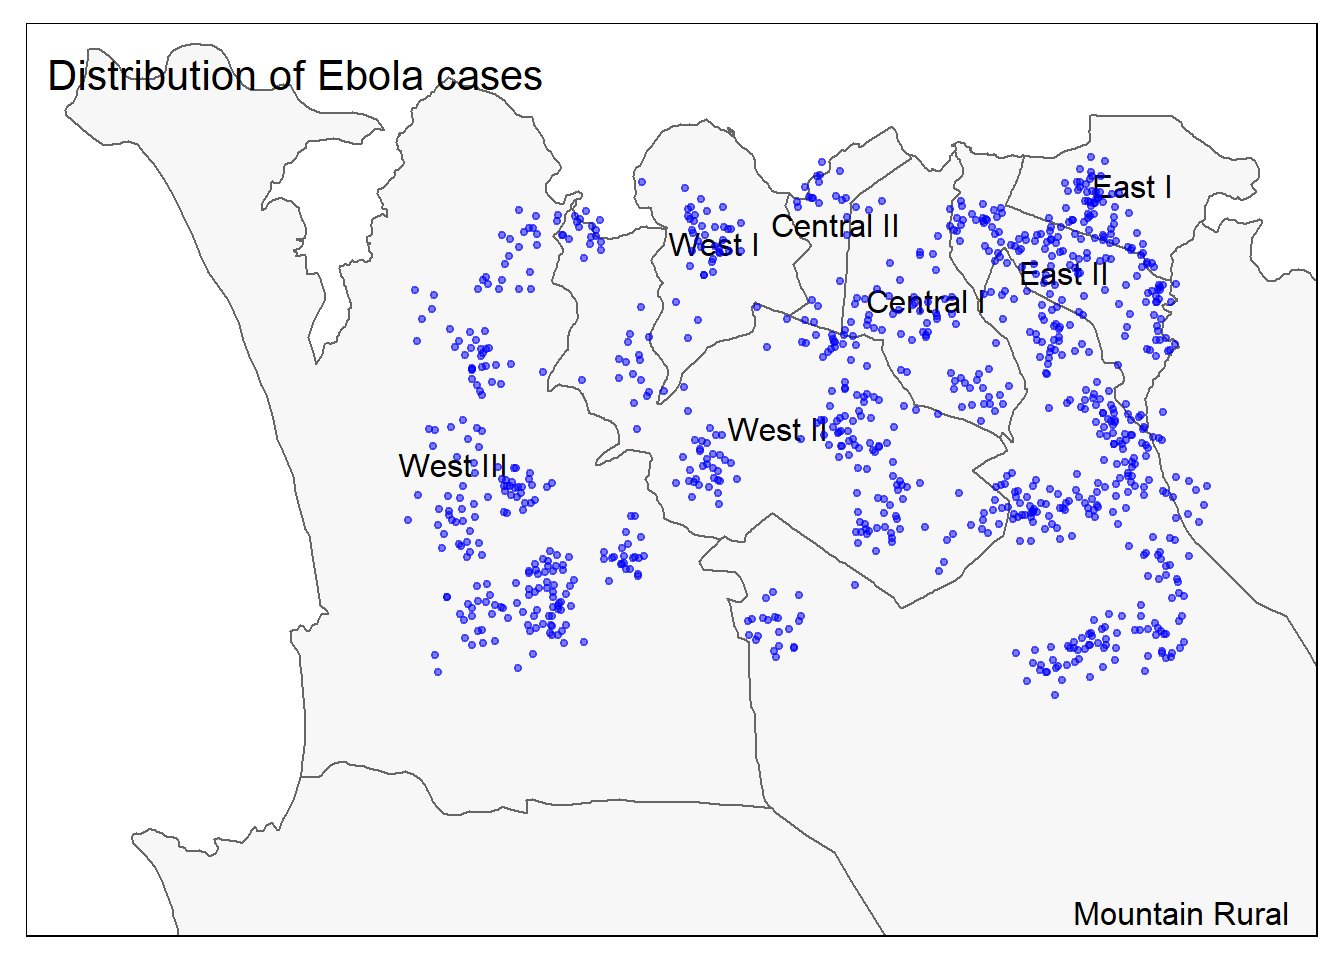 Distribution of Ebola cases
East I
Central II
West I
East II
Central I
West II
West III
Mountain Rural